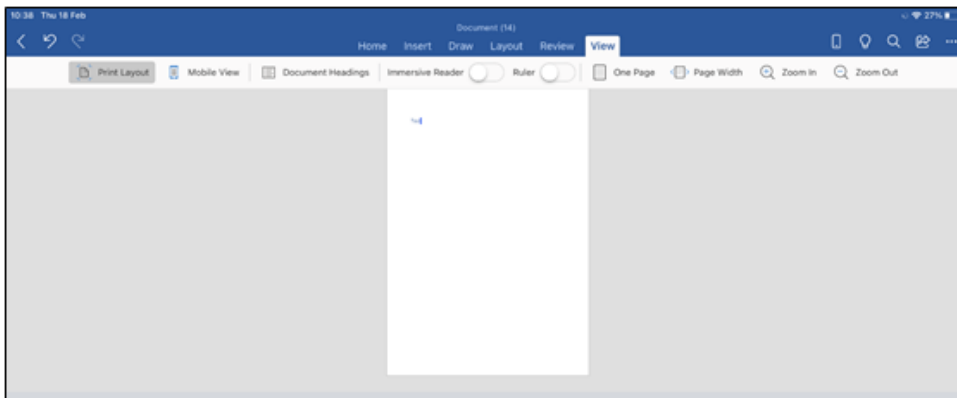 10:38 Thu 18 Feb
27%
Document (14)
Home Insert Draw Layout Review View
Print Layout Mobile View Document Headings Immersive Reader Ruler One Page Page Width Zoom In Zoom Out